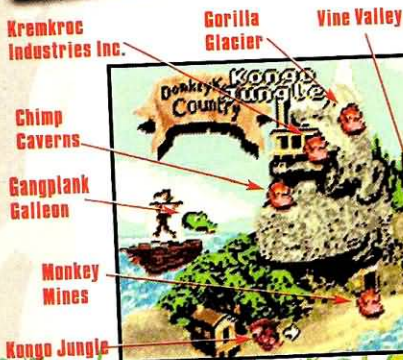 Kremkroc
Industries Inc.
Gorilla
Glacier
Vine Valley
Donkey Kong
Country
Kongo
Jungle
Chimp
Caverns
Gangplank
Galleon
Monkey
Mines
Kongo Jungle